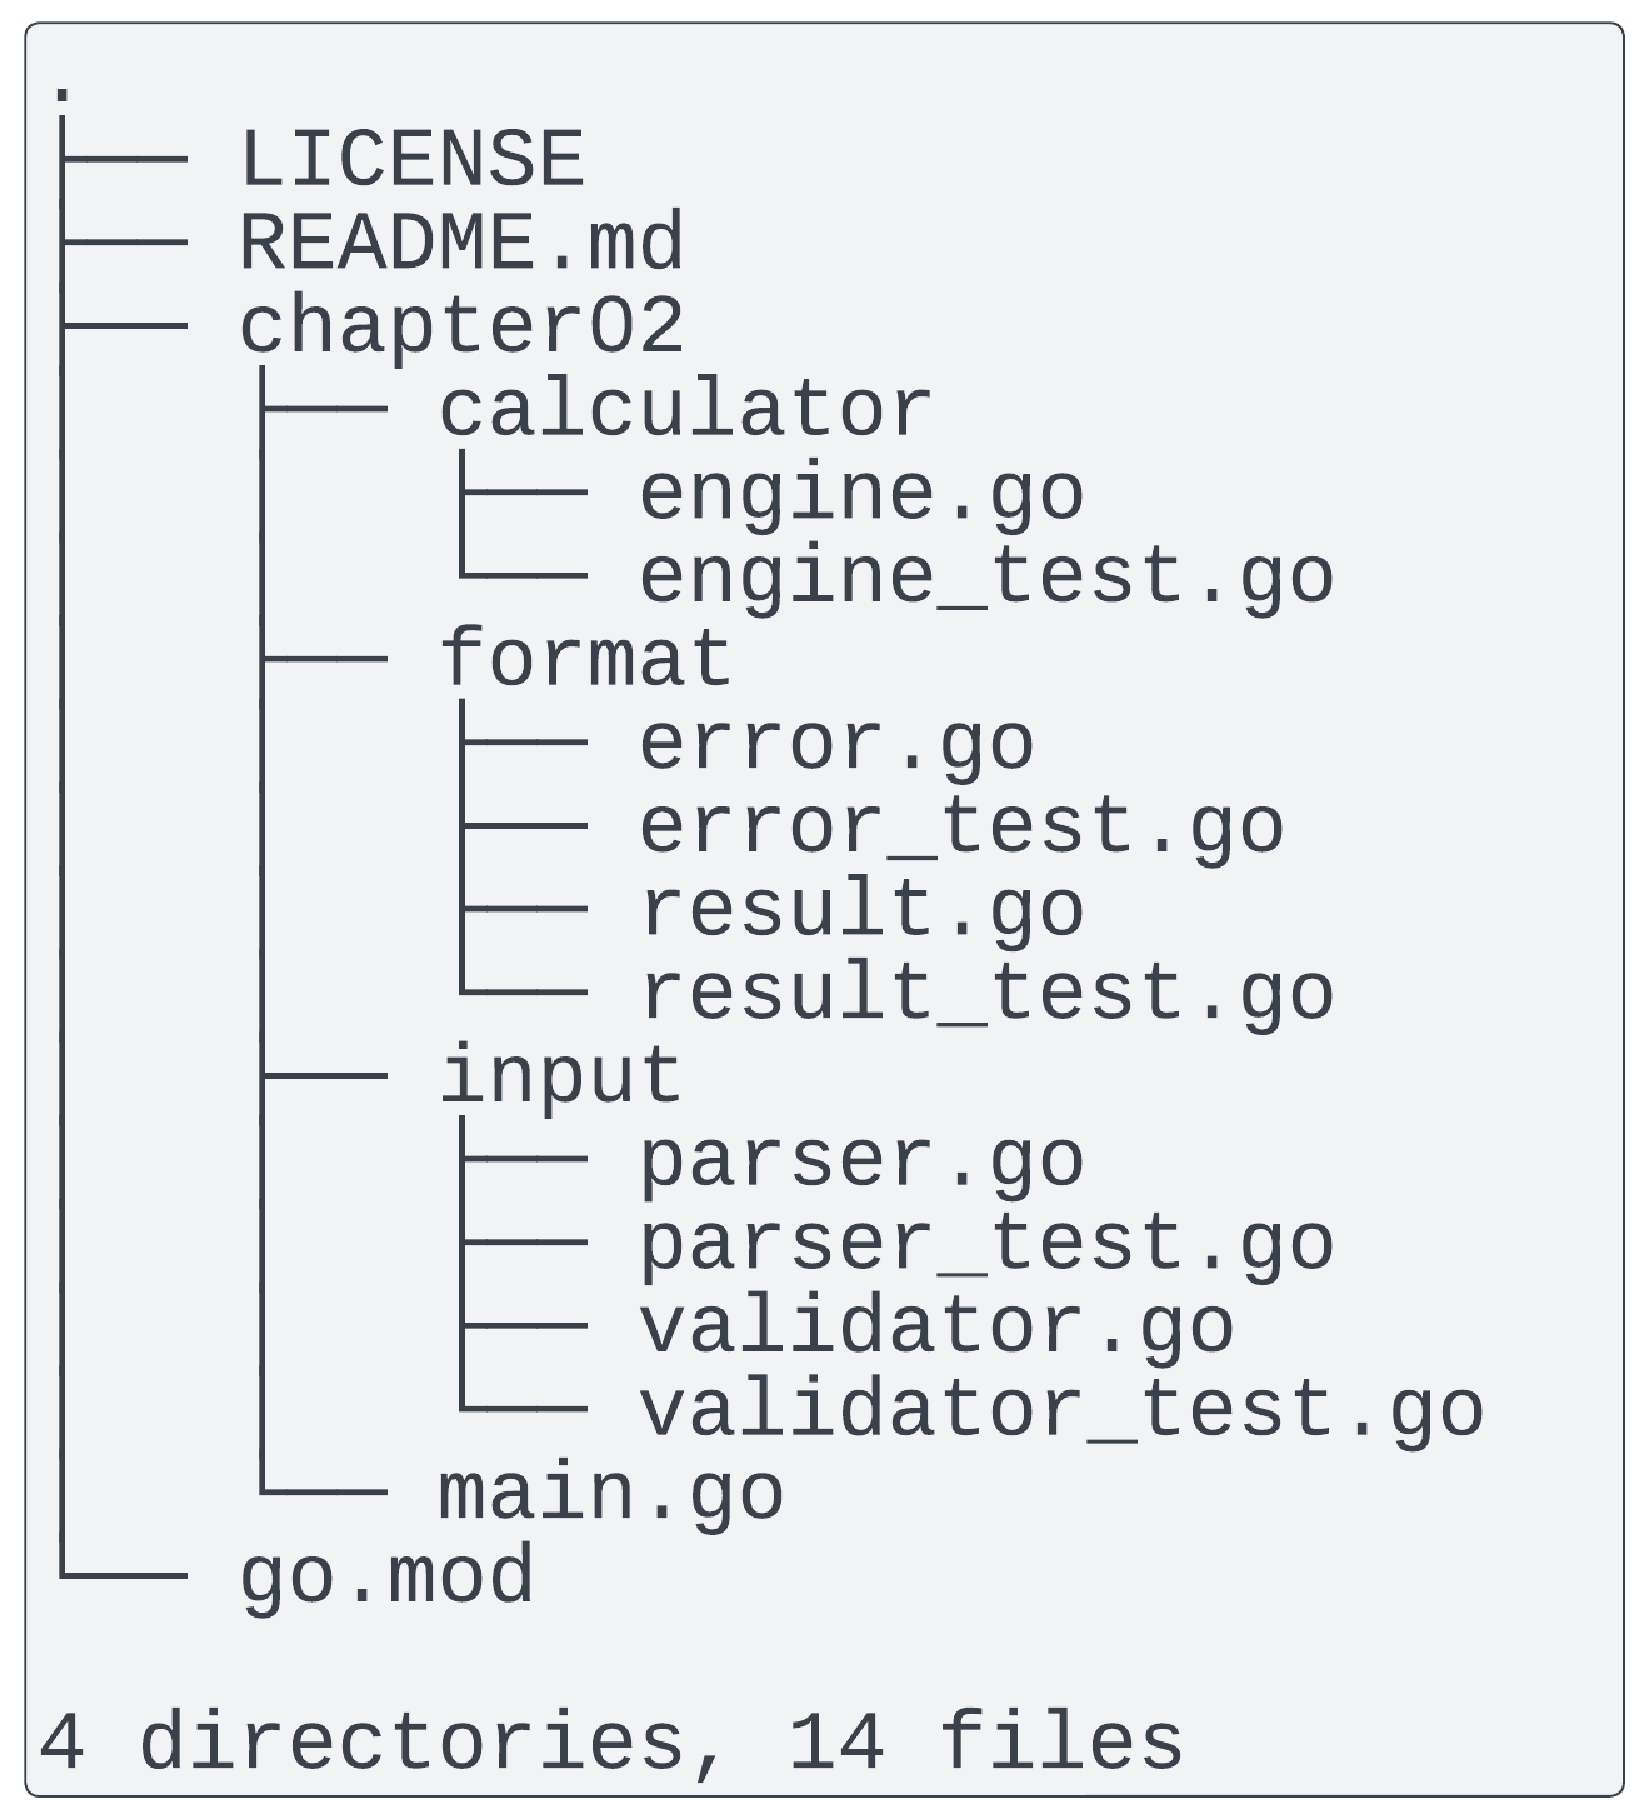 .
├── LICENSE
├── README.md
├── chapter02
│   ├── calculator
│   │   ├── engine.go
│   │   └── engine_test.go
│   ├── format
│   │   ├── error.go
│   │   ├── error_test.go
│   │   ├── result.go
│   │   └── result_test.go
│   ├── input
│   │   ├── parser.go
│   │   ├── parser_test.go
│   │   ├── validator.go
│   │   └── validator_test.go
│   └── main.go
└── go.mod
4 directories, 14 files